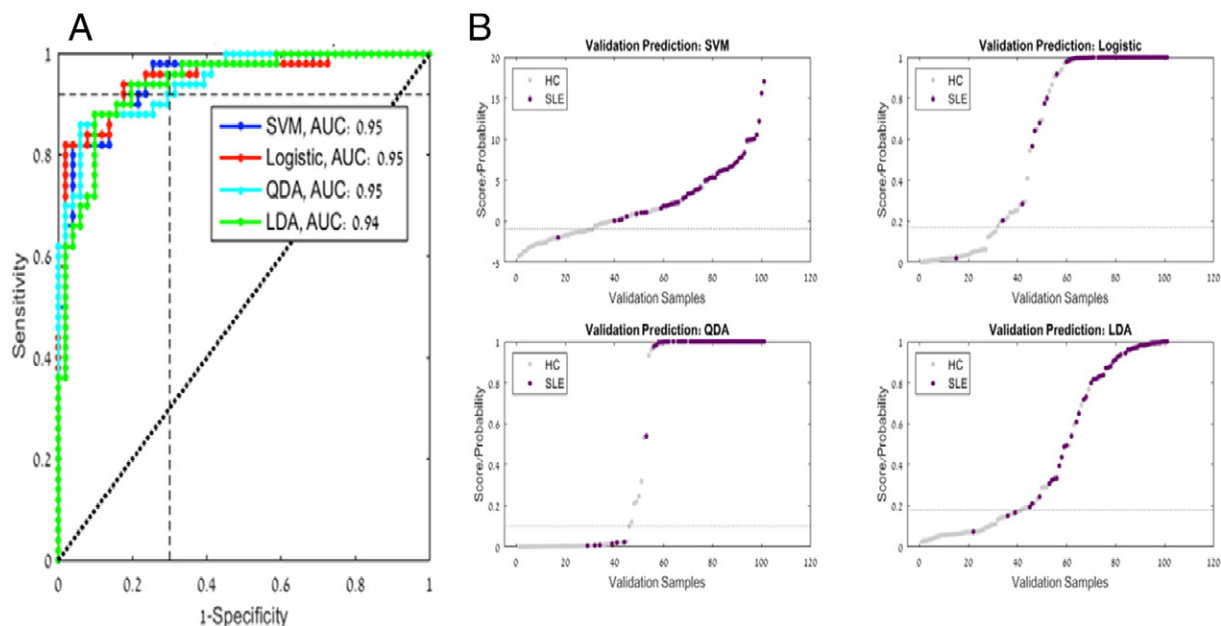 A
1
0.8
0.6
0.4
0.2
0
Sensitivity
SVM, AUC: 0.95
Logistic, AUC: 0.95
QDA, AUC: 0.95
LDA, AUC: 0.94
0 0.2 0.4 0.6 0.8 1
1-Specificity
B
Validation Prediction: SVM
20
15
10
5
0
-5
Score/Probability
HC
SLE
0 20 40 60 80 100 120
Validation Samples
Validation Prediction: Logistic
1
0.8
0.6
0.4
0.2
0
Score/Probability
HC
SLE
0 20 40 60 80 100 120
Validation Samples
Validation Prediction: QDA
1
0.8
0.6
0.4
0.2
0
Score/Probability
HC
SLE
0 20 40 60 80 100 120
Validation Samples
Validation Prediction: LDA
1
0.8
0.6
0.4
0.2
0
Score/Probability
HC
SLE
0 20 40 60 80 100 120
Validation Samples